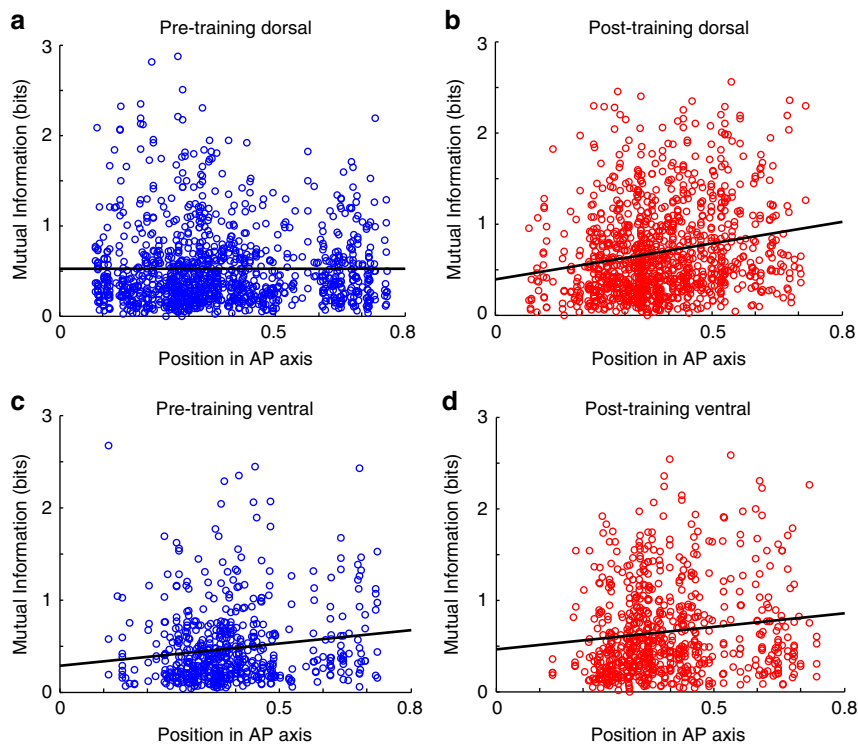 a
Pre-training dorsal
3
2
1
0
Mutual Information (bits)
0
0.5
0.8
Position in AP axis
b
Post-training dorsal
3
2
1
0
Mutual Information (bits)
0
0.5
0.8
Position in AP axis
c
Pre-training ventral
3
2
1
0
Mutual Information (bits)
0
0.5
0.8
Position in AP axis
d
Post-training ventral
3
2
1
0
Mutual Information (bits)
0
0.5
0.8
Position in AP axis